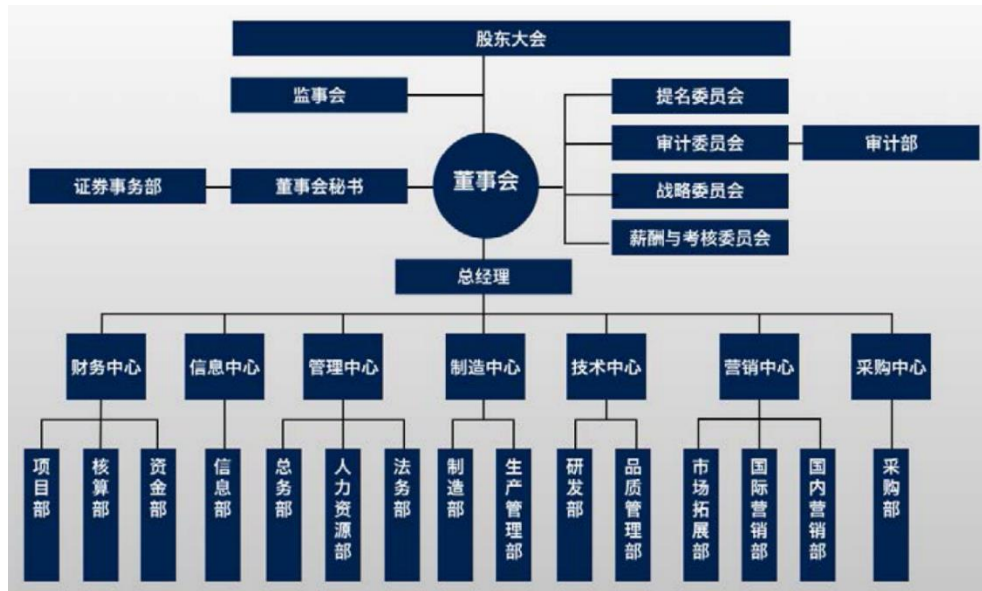 股东大会
监事会
提名委员会
审计委员会
审计部
证券事务部
董事会秘书
董事会
战略委员会
薪酬与考核委员会
总经理
财务中心
信息中心
管理中心
制造中心
技术中心
营销中心
采购中心
项目部
核算部
资金部
信息部
总务部
人力资源部
法务部
制造部
生产管理部
研发部
品质管理部
市场拓展部
国际营销部
国内营销部
采购部